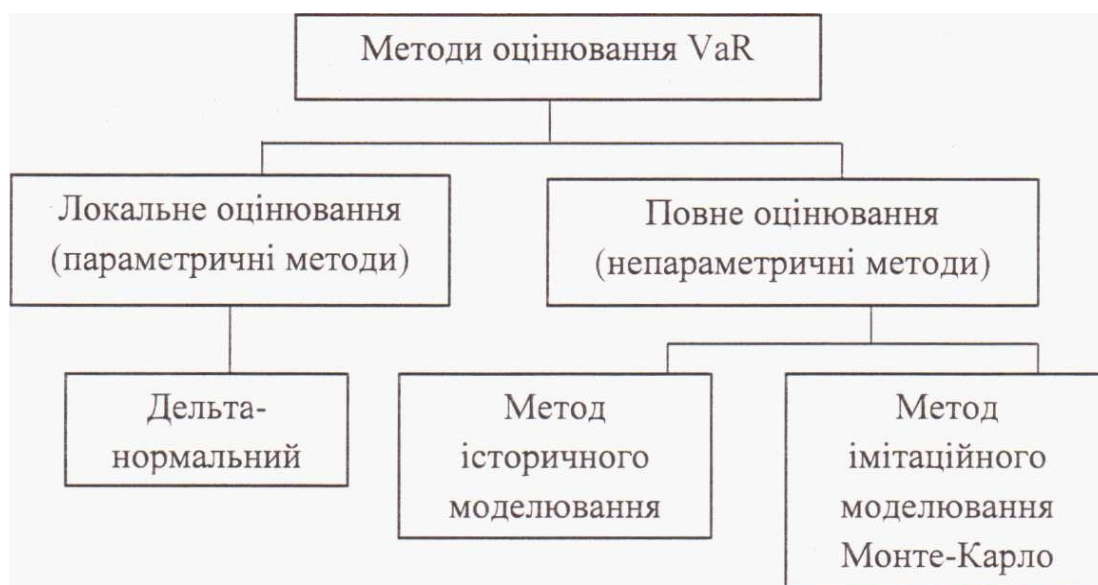 Методи оцінювання VaR
Локальне оцінювання
(параметричні методи)
Повне оцінювання
(непараметричні методи)
Дельта-
нормальний
Метод
історичного
моделювання
Метод
імітаційного
моделювання
Монте-Карло